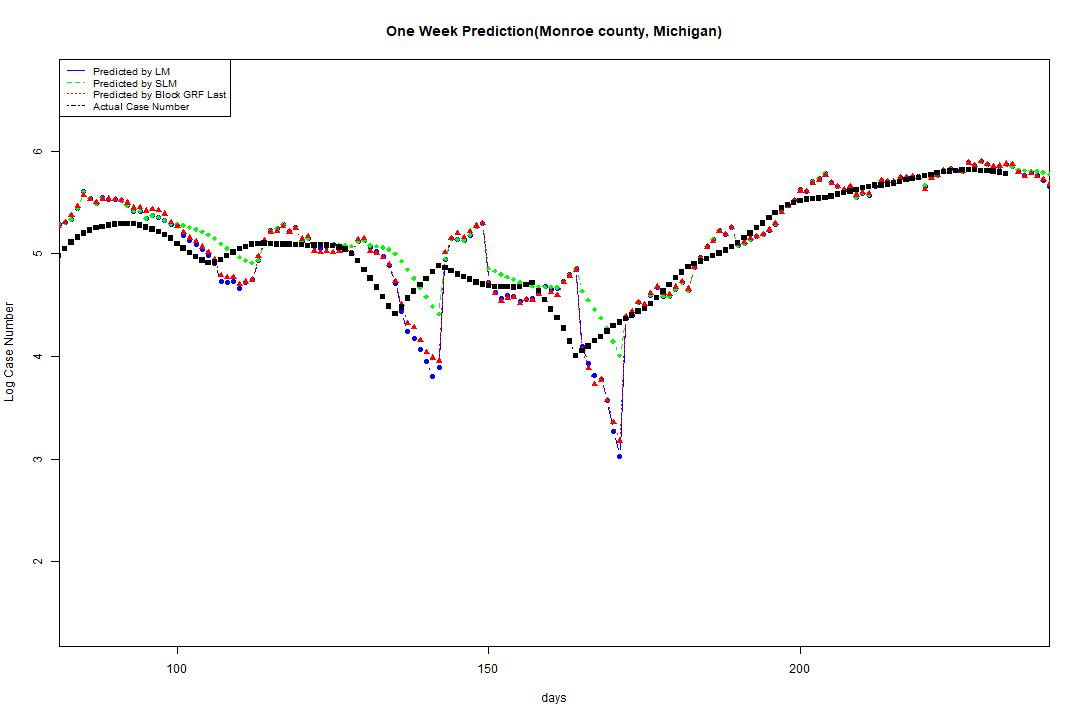 One Week Prediction(Monroe county, Michigan)
Predicted by LM
Predicted by SLM
Predicted by Block GRF Last
Actual Case Number
6
5
4
3
2
Log Case Number
100 150 200
days